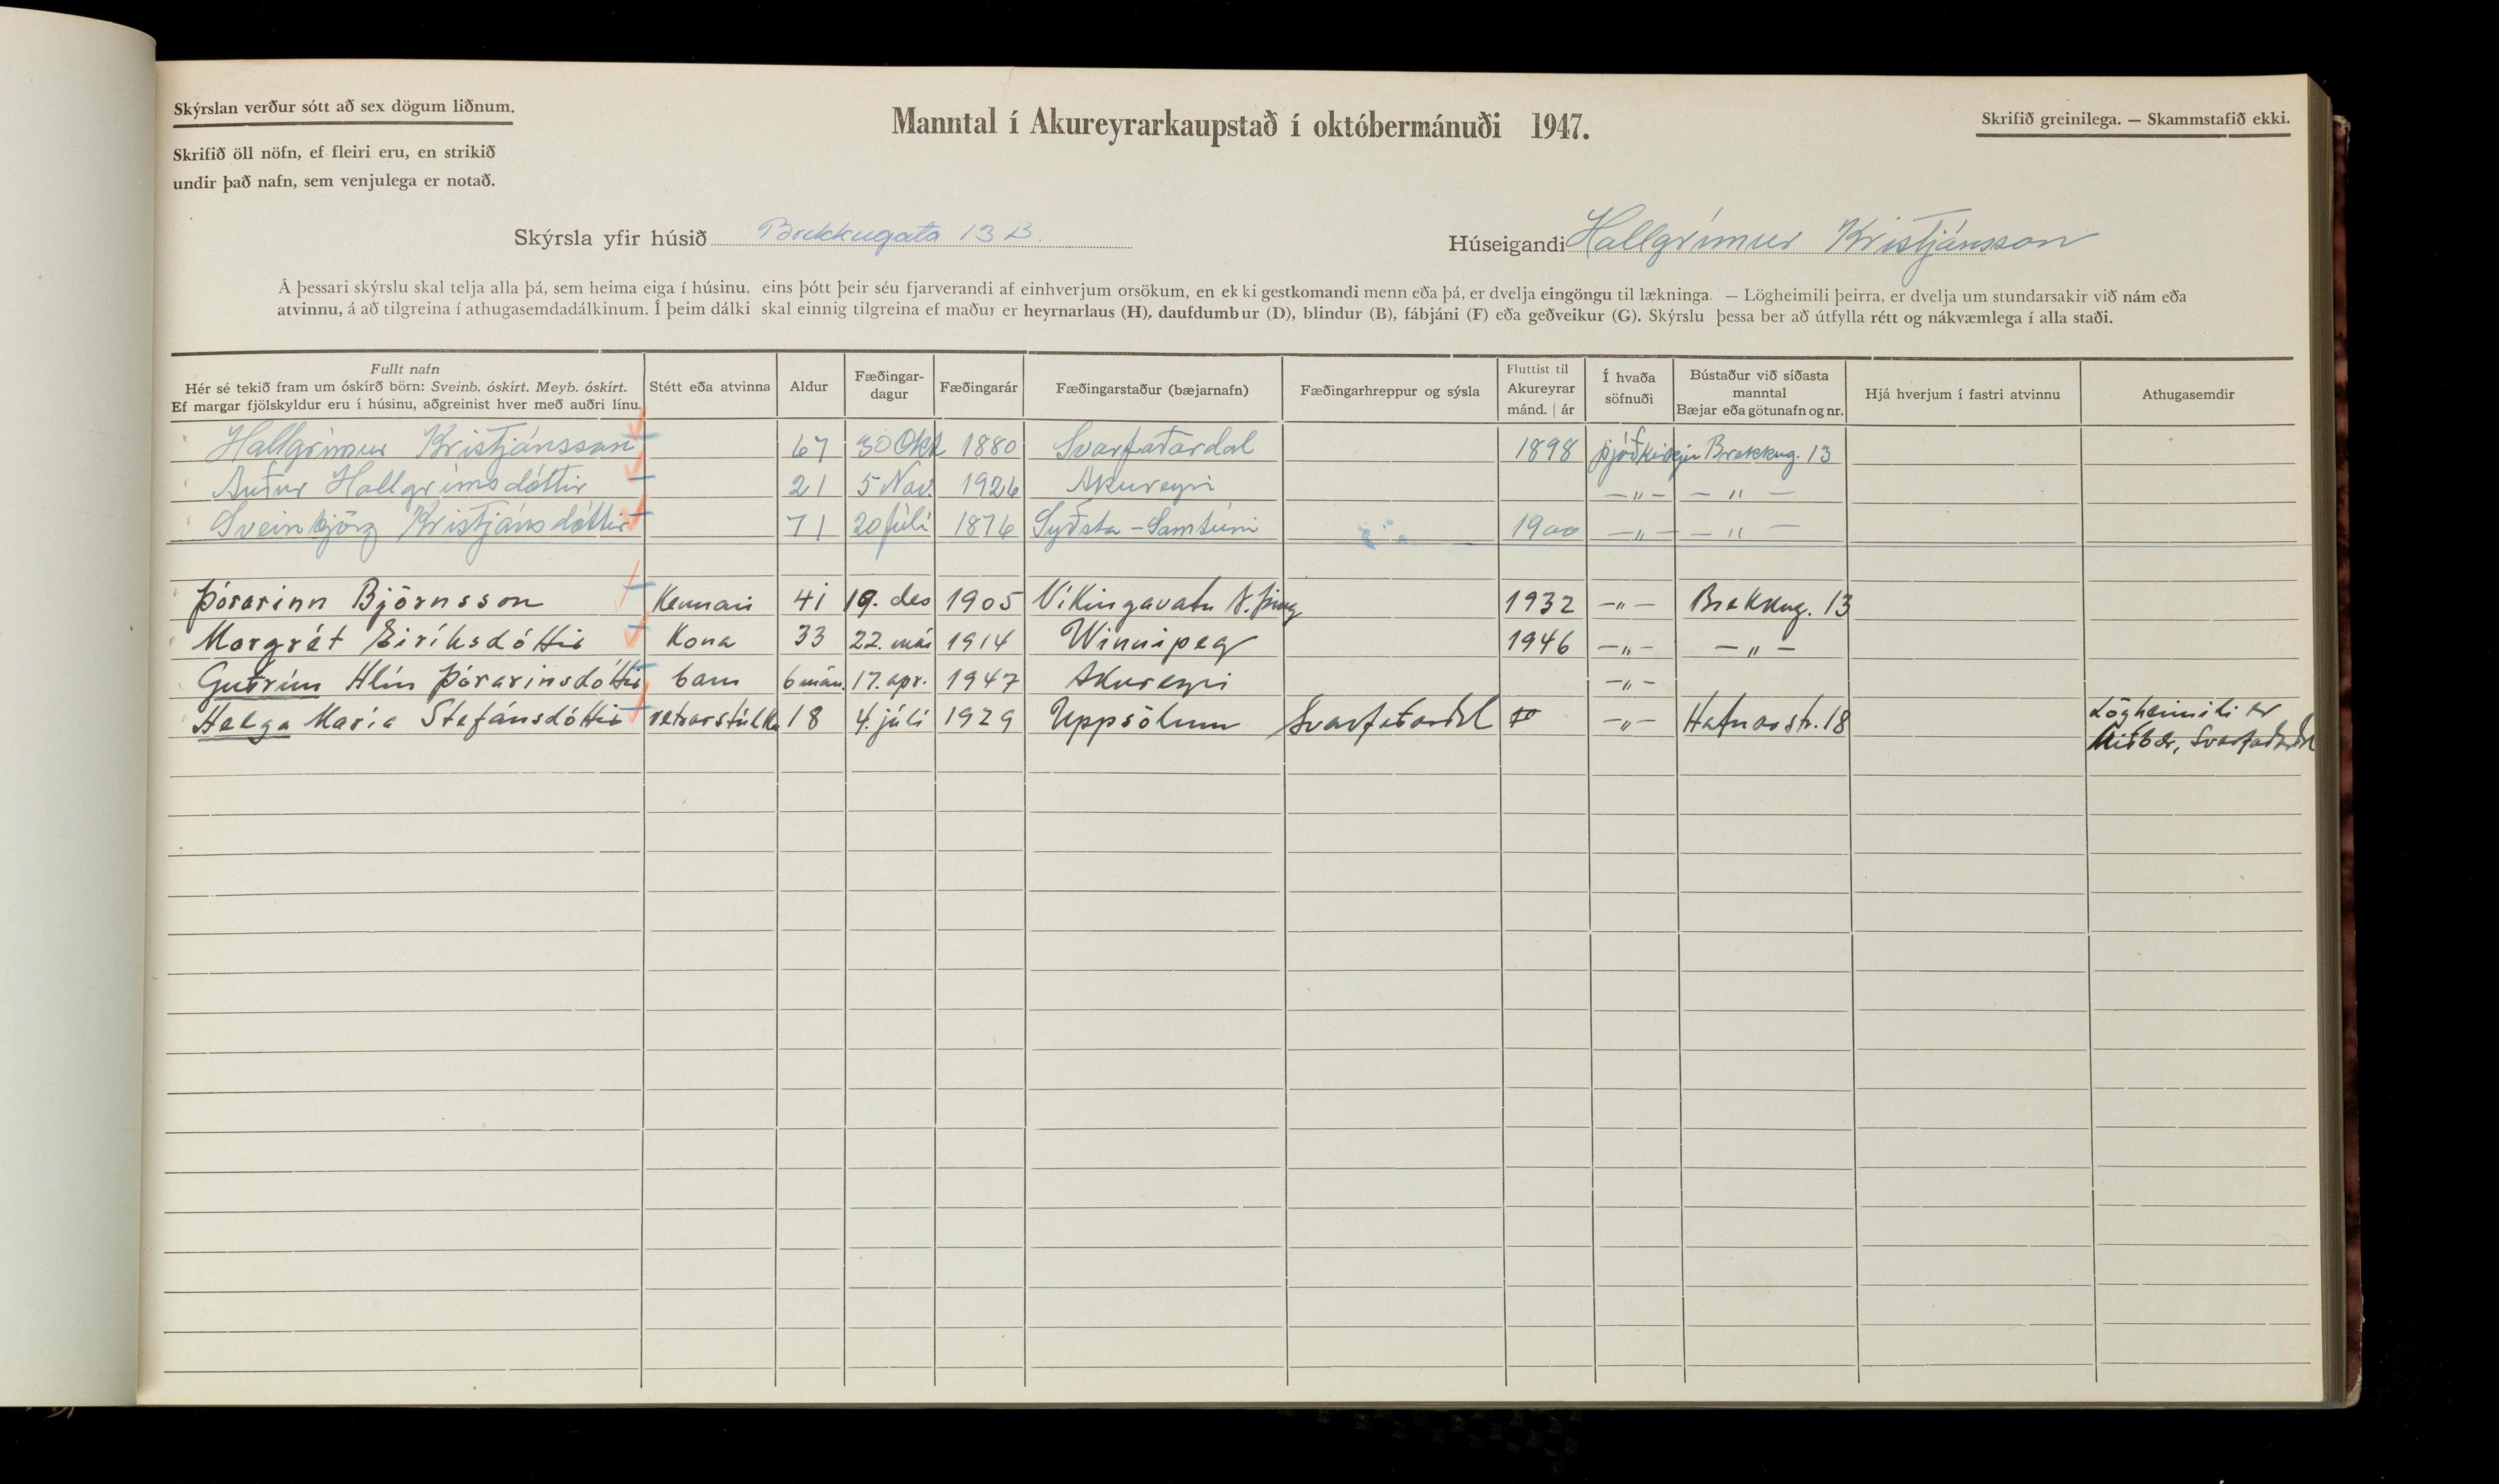 Skýrslan verður sótt að sex dögum liðnum.
Skrifið öll nöfn, ef fleiri eru, en strikið
undir það nafn, sem venjulega er notað.
Manntal í Akureyrarkaupstað í októbermánuði 1947.
Skrifið greinilega. — Skammstafið ekki.
Skýrsla yfir húsið Brekkugata 13 B.
Húseigandi Hallgrímur Kristjánsson
Á þessari skýrslu skal telja alla þá, sem heima eiga í húsinu, eins þótt þeir séu fjarverandi af einhverjum orsökum, en ekki gestkomandi menn eða þá, er dvelja eingöngu til lækninga. — Lögheimili þeirra, er dvelja um stundarsakir við nám eða
atvinnu, á að tilgreina í athugasemdadálkinum. Í þeim dálki skal einnig tilgreina ef maður er heyrnarlaus (H), daufdumbur (D), blindur (B), fábjáni (F) eða geðveikur (G). Skýrslu þessa ber að útfylla rétt og nákvæmlega í alla staði.
Fullt nafn
Hér sé tekið fram um óskírð börn: Sveinb. óskírt. Meyb. óskírt.
Ef margar fjölskyldur eru í húsinu, aðgreinist hver með auðri línu.
Stétt eða atvinna
Aldur
Fæðingar-
dagur
Fæðingarár
Fæðingarstaður (bæjarnafn)
Fæðingarhreppur og sýsla
Fluttist til
Akureyrar
mánd. | ár
Í hvaða
söfnuði
Bústaður við síðasta
manntal
Bæjar eða götunafn og nr.
Hjá hverjum í fastri atvinnu
Athugasemdir
Hallgrímur Kristjánsson 67 30 Okt 1880 Svarfaðardal 1898 þjóðkirkju Brekkug. 13
Auður Hallgrímsdóttir 21 5 Nóv. 1926 Akureyri — " — — " —
Sveinbjörg Kristjánsdóttir 71 20 júlí 1876 Syðsta-Samtúni 1900 — " — — " —
Þórarinn Björnsson Kennari 41 19. des 1905 Víkingavatn N. Þing 1932 — " — Brekkug. 13
Margrét Eiríksdóttir Kona 33 22. maí 1914 Winnipeg 1946 — " — — " —
Guðrún Hlín Þórarinsdóttir barn 6 mán. 17. apr. 1947 Akureyri — " —
Helga María Stefánsdóttir vetrarstúlka 18 4. júlí 1929 Uppsölum Svarfaðardal — " — Hafnarstr. 18 Lögheimili er
Miðbær, Svarfaðardal